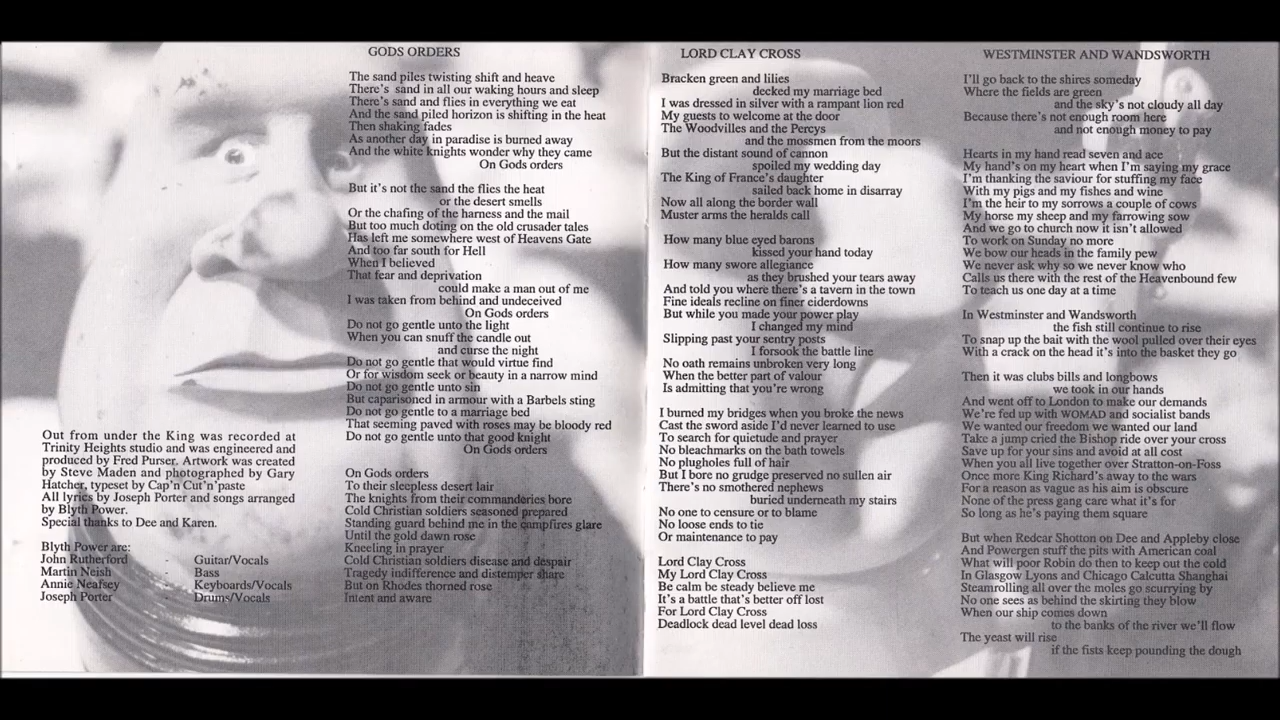 GODS ORDERS
The sand piles twisting shift and heave
There's sand in all our waking hours and sleep
There's sand and flies in everything we eat
And the sand piled horizon is shifting in the heat
Then shaking fades
As another day in paradise is burned away
And the white knights wonder why they came
On Gods orders
But it's not the sand the flies the heat
or the desert smells
Or the chafing of the harness and the mail
But too much doting on the old crusader tales
Has left me somewhere west of Heavens Gate
And too far south for Hell
When I believed
That fear and deprivation
could make a man out of me
I was taken from behind and undeceived
On Gods orders
Do not go gentle unto the light
When you can snuff the candle out
and curse the night
Do not go gentle that would virtue find
Or for wisdom seek or beauty in a narrow mind
Do not go gentle unto sin
But caparisoned in armour with a Barbels sting
Do not go gentle to a marriage bed
That seeming paved with roses may be bloody red
Do not go gentle unto that good knight
On Gods orders
On Gods orders
To their sleepless desert lair
The knights from their commanderies bore
Cold Christian soldiers seasoned prepared
Standing guard behind me in the campfires glare
Until the gold dawn rose
Kneeling in prayer
Cold Christian soldiers disease and despair
Tragedy indifference and distemper share
But on Rhodes thorned rose
Intent and aware
Out from under the King was recorded at
Trinity Heights studio and was engineered and
produced by Fred Purser. Artwork was created
by Steve Maden and photographed by Gary
Hatcher, typeset by Cap'n Cut'n'paste
All lyrics by Joseph Porter and songs arranged
by Blyth Power.
Special thanks to Dee and Karen.
Blyth Power are:
John Rutherford - Guitar/Vocals
Martin Neish - Bass
Annie Neafsey - Keyboards/Vocals
Joseph Porter - Drums/Vocals
LORD CLAY CROSS
Bracken green and lilies
decked my marriage bed
I was dressed in silver with a rampant lion red
My guests to welcome at the door
The Woodvilles and the Percys
and the mossmen from the moors
But the distant sound of cannon
spoiled my wedding day
The King of France's daughter
sailed back home in disarray
Now all along the border wall
Muster arms the heralds call
How many blue eyed barons
kissed your hand today
How many swore allegiance
as they brushed your tears away
And told you where there's a tavern in the town
Fine ideals recline on finer eiderdowns
But while you made your power play
I changed my mind
Slipping past your sentry posts
I forsook the battle line
No oath remains unbroken very long
When the better part of valour
Is admitting that you're wrong
I burned my bridges when you broke the news
Cast the sword aside I'd never learned to use
To search for quietude and prayer
No bleachmarks on the bath towels
No plugholes full of hair
But I bore no grudge preserved no sullen air
There's no smothered nephews
buried underneath my stairs
No one to censure or to blame
No loose ends to tie
Or maintenance to pay
Lord Clay Cross
My Lord Clay Cross
Be calm be steady believe me
It's a battle that's better off lost
For Lord Clay Cross
Deadlock dead level dead loss
WESTMINSTER AND WANDSWORTH
I'll go back to the shires someday
Where the fields are green
and the sky's not cloudy all day
Because there's not enough room here
and not enough money to pay
Hearts in my hand read seven and ace
My hand's on my heart when I'm saying my grace
I'm thanking the saviour for stuffing my face
With my pigs and my fishes and wine
I'm the heir to my sorrows a couple of cows
My horse my sheep and my farrowing sow
And we go to church now it isn't allowed
To work on Sunday no more
We bow our heads in the family pew
We never ask why so we never know who
Calls us there with the rest of the Heavenbound few
To teach us one day at a time
In Westminster and Wandsworth
the fish still continue to rise
To snap up the bait with the wool pulled over their eyes
With a crack on the head it's into the basket they go
Then it was clubs bills and longbows
we took in our hands
And went off to London to make our demands
We're fed up with WOMAD and socialist bands
We wanted our freedom we wanted our land
Take a jump cried the Bishop ride over your cross
Save up for your sins and avoid at all cost
When you all live together over Stratton-on-Foss
Once more King Richard's away to the wars
For a reason as vague as his aim is obscure
None of the press gang care what it's for
So long as he's paying them square
But when Redcar Shotton on Dee and Appleby close
And Powergen stuff the pits with American coal
What will poor Robin do then to keep out the cold
In Glasgow Lyons and Chicago Calcutta Shanghai
Steamrolling all over the moles go scurrying by
No one sees as behind the skirting they blow
When our ship comes down
to the banks of the river we'll flow
The yeast will rise
if the fists keep pounding the dough